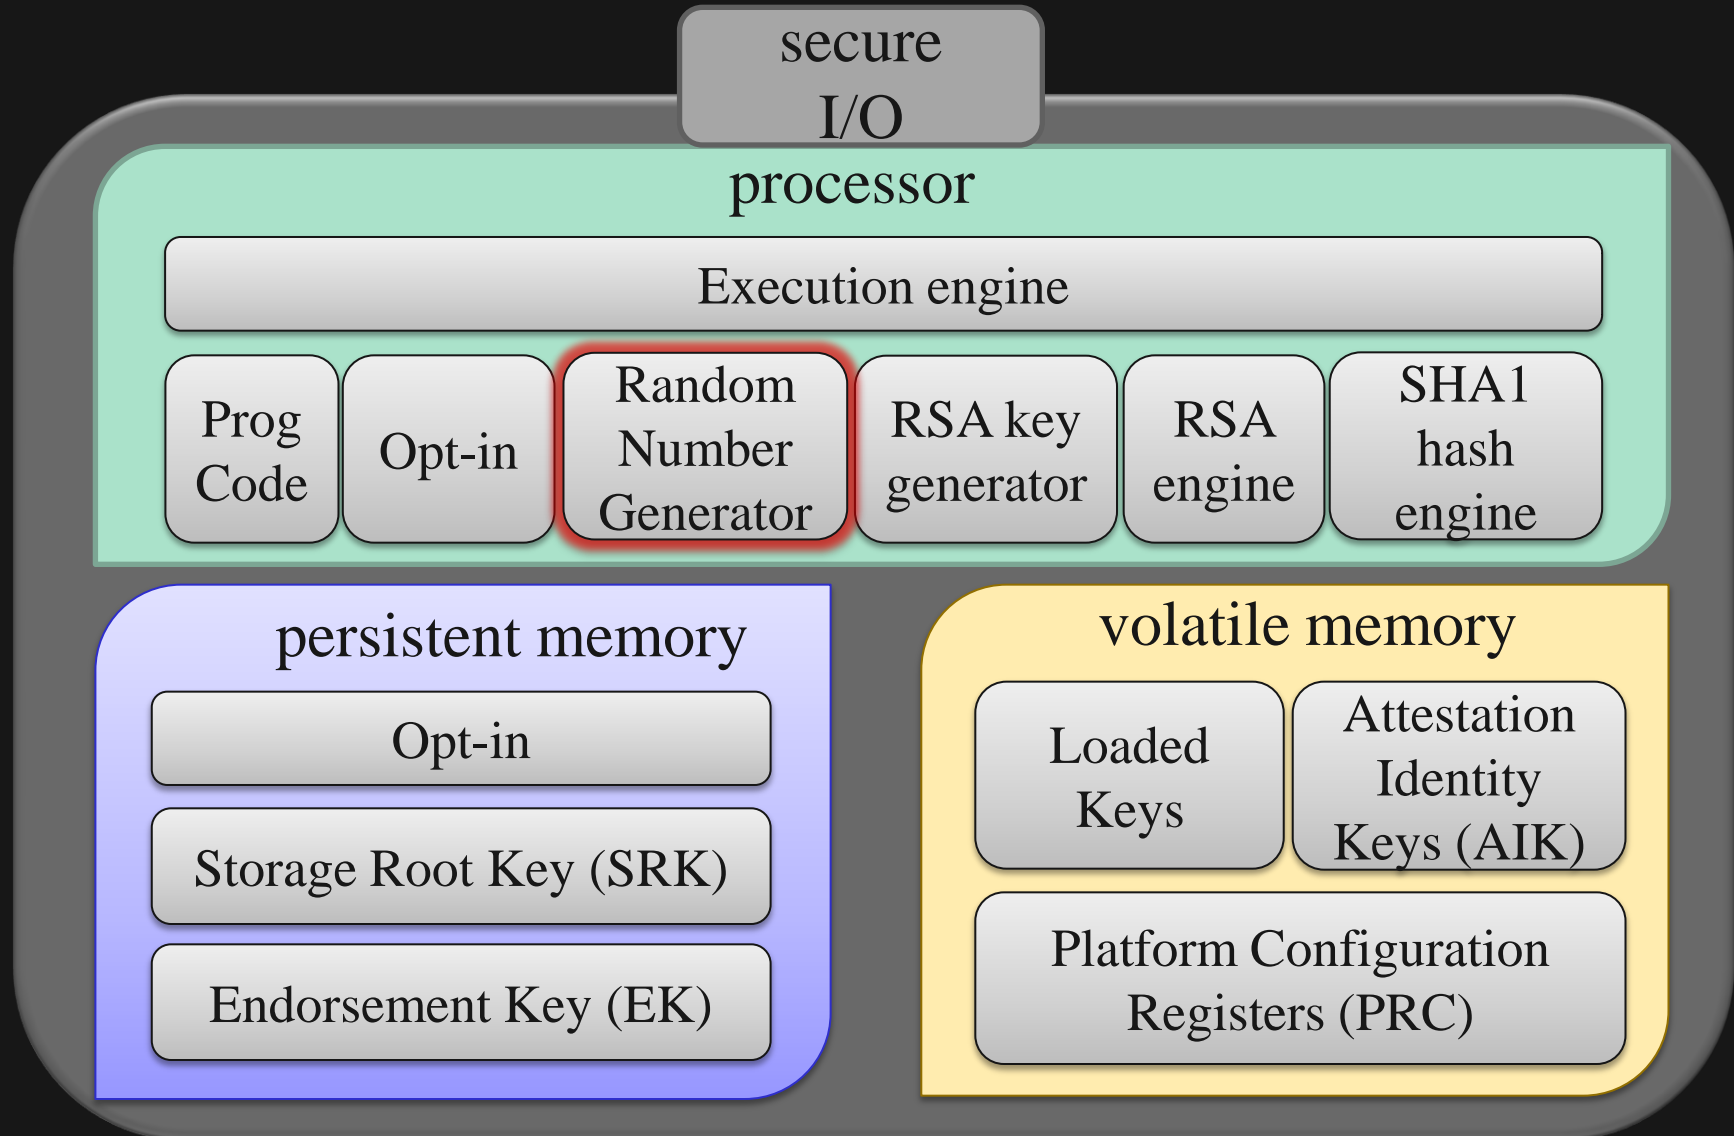 secure
I/O
processor
Execution engine
Prog
Code
Opt-in
Random
Number
Generator
RSA key
generator
RSA
engine
SHA1
hash
engine
persistent memory
Opt-in
Storage Root Key (SRK)
Endorsement Key (EK)
volatile memory
Loaded
Keys
Attestation
Identity
Keys (AIK)
Platform Configuration
Registers (PRC)